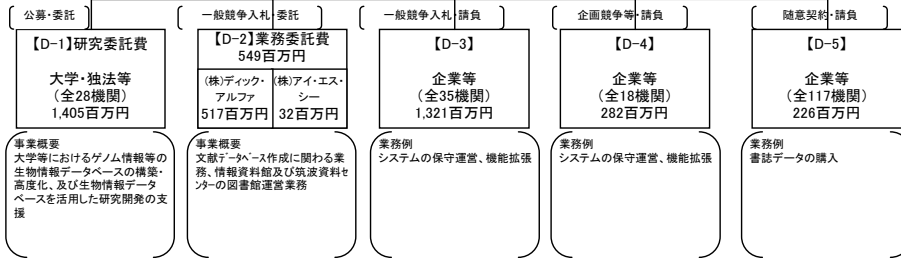 公募・委託
一般競争入札・委託
一般競争入札・請負
企画競争等・請負
随意契約・請負
【D-1】研究委託費
大学・独法等
(全28機関)
1,405百万円
【D-2】業務委託費
549百万円
(株)ディック・
アルファ
517百万円
(株)アイ・エス・
シー
32百万円
【D-3】
企業等
(全35機関)
1,321百万円
【D-4】
企業等
(全18機関)
282百万円
【D-5】
企業等
(全117機関)
226百万円
事業概要
大学等におけるゲノム情報等の
生物情報データベースの構築・
高度化、及び生物情報データ
ベースを活用した研究開発の支
援
事業概要
文献データベース作成に関わる業
務、情報資料館及び筑波資料セ
ンターの図書館運営業務
業務例
システムの保守運営、機能拡張
業務例
システムの保守運営、機能拡張
業務例
書誌データの購入